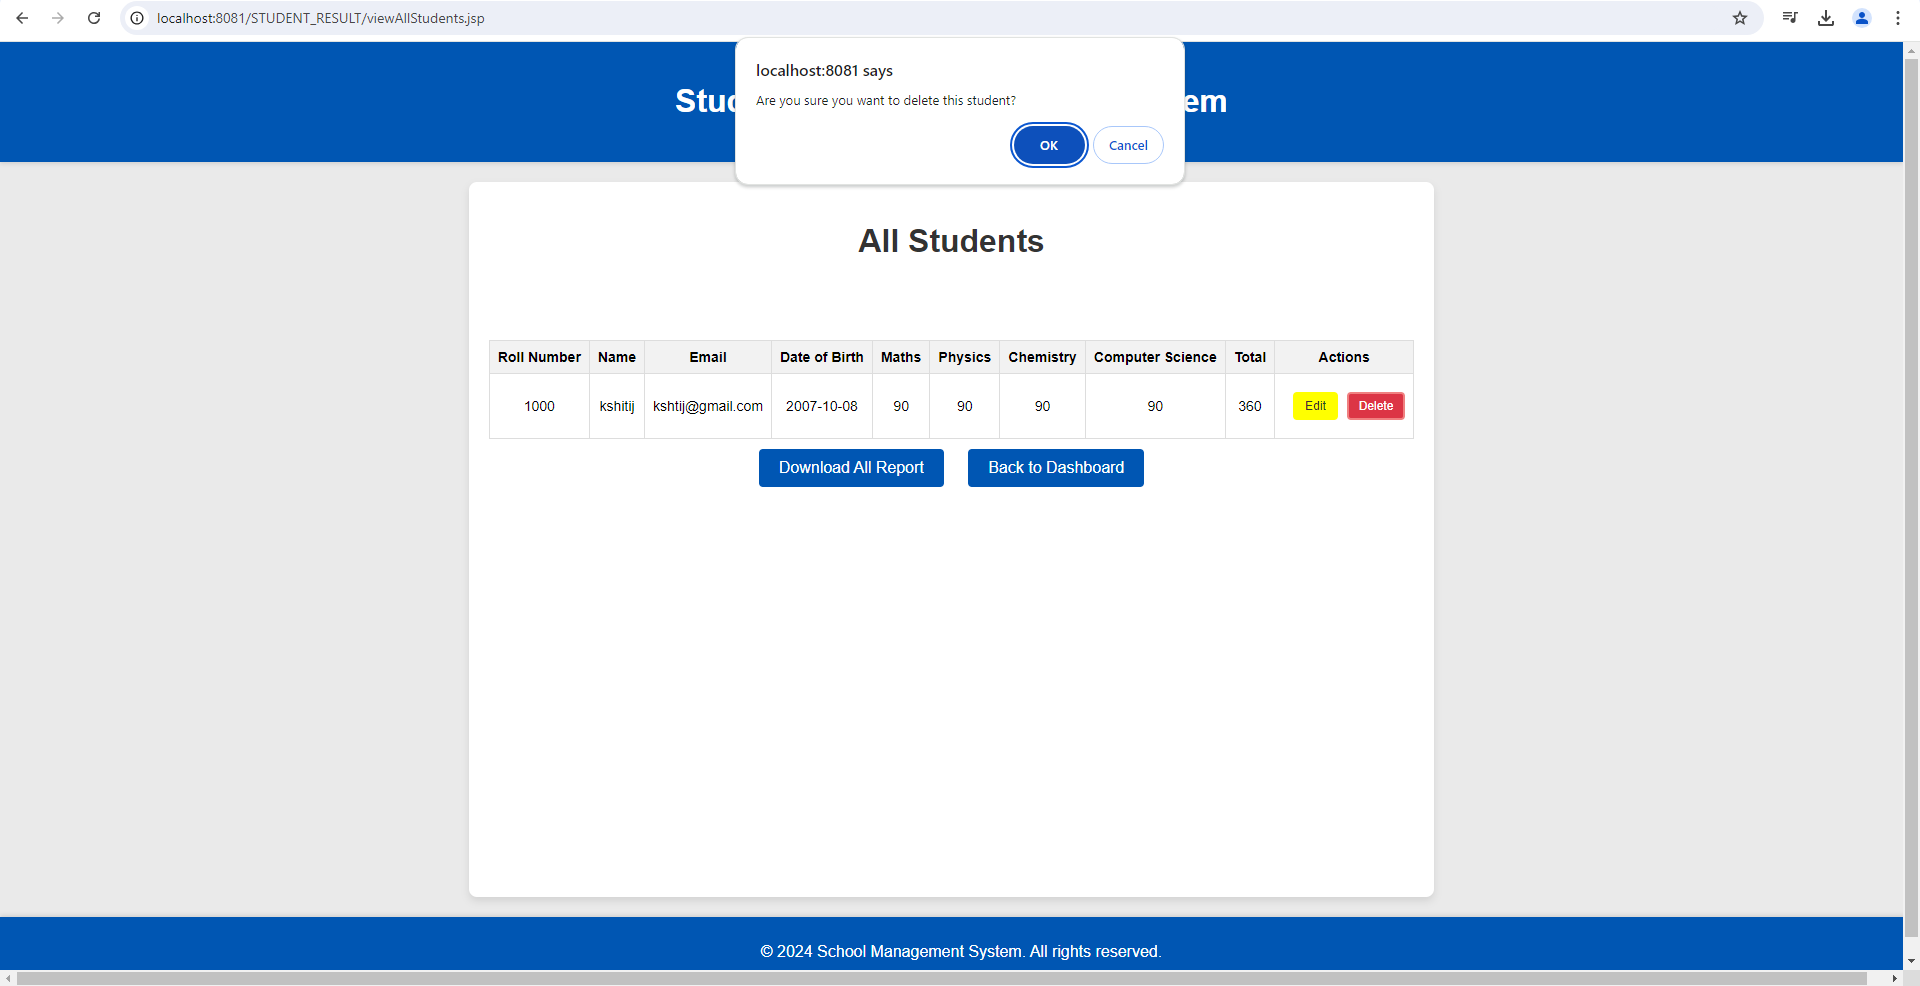 localhost:8081/STUDENT_RESULT/viewAllStudents.jsp
localhost:8081 says
Are you sure you want to delete this student?
OK Cancel
All Students
Roll Number Name Email Date of Birth Maths Physics Chemistry Computer Science Total Actions
1000 kshitij kshtij@gmail.com 2007-10-08 90 90 90 90 360 Edit Delete
Download All Report Back to Dashboard
© 2024 School Management System. All rights reserved.